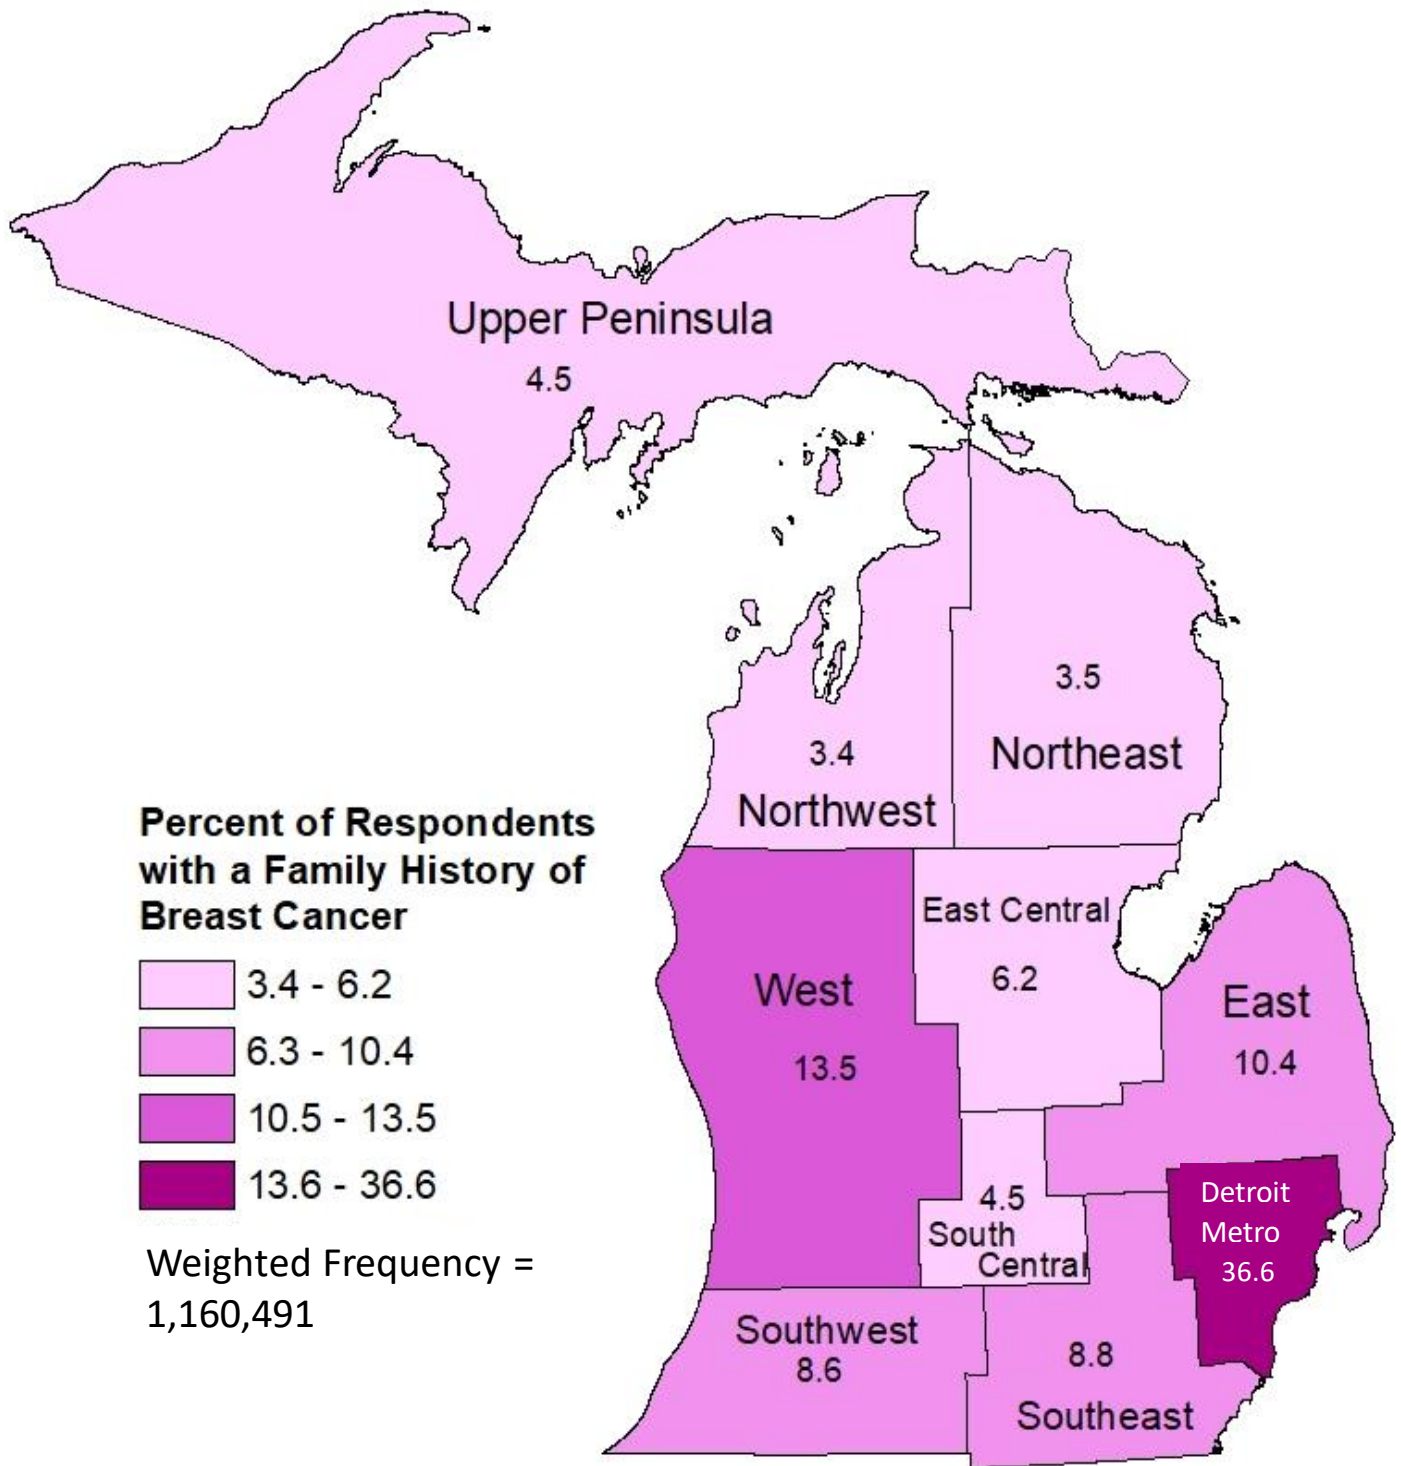 Upper Peninsula
4.5
3.5
Northeast
3.4
Northwest
Percent of Respondents
with a Family History of
Breast Cancer
3.4 - 6.2
6.3 - 10.4
10.5 - 13.5
13.6 - 36.6
Weighted Frequency =
1,160,491
East Central
6.2
West
13.5
East
10.4
4.5
South
Central
Detroit
Metro
36.6
Southwest
8.6
8.8
Southeast